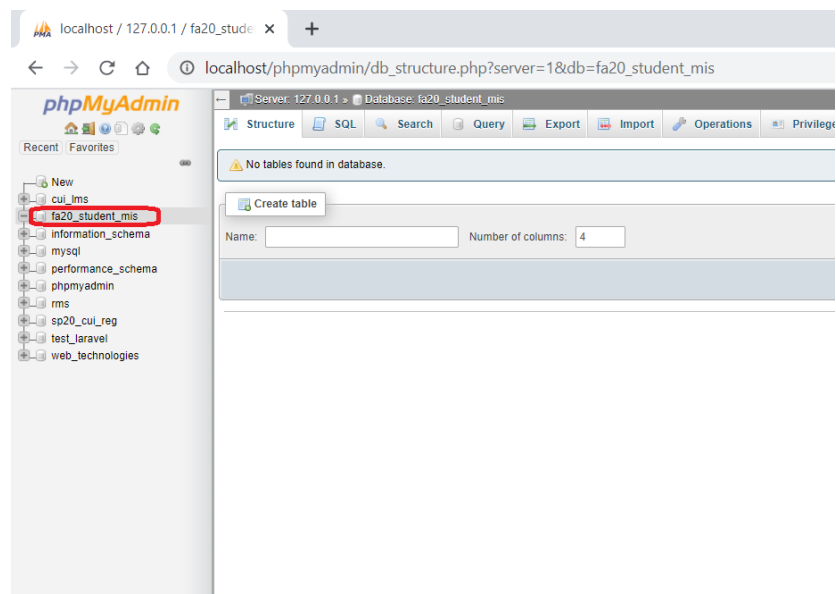 localhost / 127.0.0.1 / fa20_stude
localhost/phpmyadmin/db_structure.php?server=1&db=fa20_student_mis
phpMyAdmin
Recent Favorites
New
cui_lms
fa20_student_mis
information_schema
mysql
performance_schema
phpmyadmin
rms
sp20_cui_reg
test_laravel
web_technologies
Server: 127.0.0.1 » Database: fa20_student_mis
Structure SQL Search Query Export Import Operations Privilege
No tables found in database.
Create table
Name: Number of columns: 4